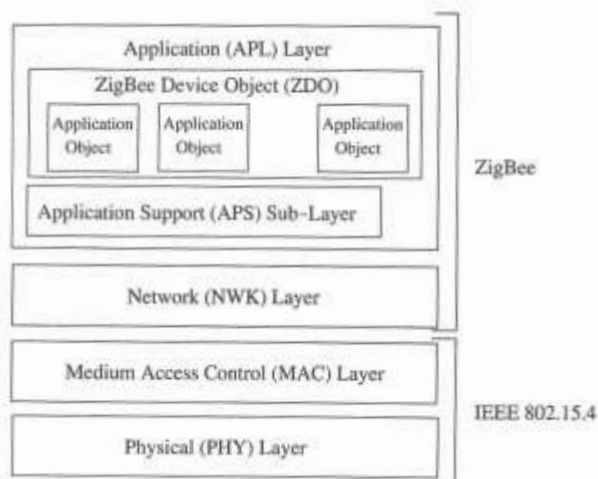 Application (APL) Layer
ZigBee Device Object (ZDO)
Application
Object
Application
Object
Application
Object
Application Support (APS) Sub-Layer
ZigBee
Network (NWK) Layer
Medium Access Control (MAC) Layer
IEEE 802.15.4
Physical (PHY) Layer